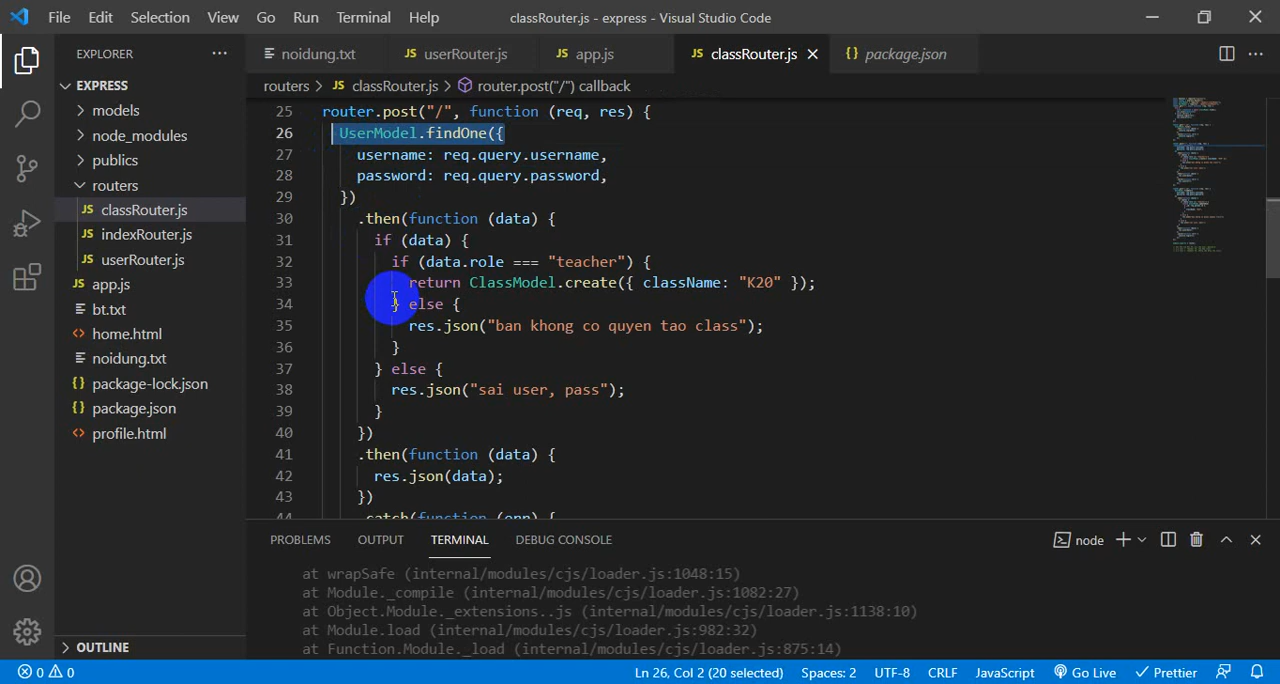 File Edit Selection View Go Run Terminal Help classRouter.js - express - Visual Studio Code
EXPLORER
noidung.txt userRouter.js app.js classRouter.js package.json
EXPRESS
models
node_modules
publics
routers
classRouter.js
indexRouter.js
userRouter.js
app.js
bt.txt
home.html
noidung.txt
package-lock.json
package.json
profile.html
OUTLINE
routers > classRouter.js > router.post("/") callback
25 router.post("/", function (req, res) {
26 UserModel.findOne({
27 username: req.query.username,
28 password: req.query.password,
29 })
30 .then(function (data) {
31 if (data) {
32 if (data.role === "teacher") {
33 return ClassModel.create({ className: "K20" });
34 } else {
35 res.json("ban khong co quyen tao class");
36 }
37 } else {
38 res.json("sai user, pass");
39 }
40 })
41 .then(function (data) {
42 res.json(data);
43 })
44 .catch(function (err) {
PROBLEMS OUTPUT TERMINAL DEBUG CONSOLE node
at wrapSafe (internal/modules/cjs/loader.js:1048:15)
at Module._compile (internal/modules/cjs/loader.js:1082:27)
at Object.Module._extensions..js (internal/modules/cjs/loader.js:1138:10)
at Module.load (internal/modules/cjs/loader.js:982:32)
at Function.Module._load (internal/modules/cjs/loader.js:875:14)
0 0 Ln 26, Col 2 (20 selected) Spaces: 2 UTF-8 CRLF JavaScript Go Live Prettier